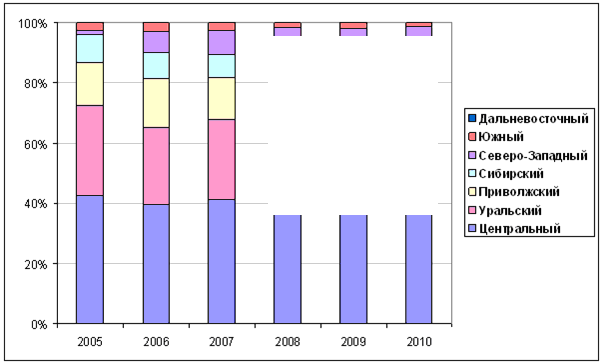 100%
80%
60%
40%
20%
0%
2005 2006 2007 2008 2009 2010
Дальневосточный
Южный
Северо-Западный
Сибирский
Приволжский
Уральский
Центральный